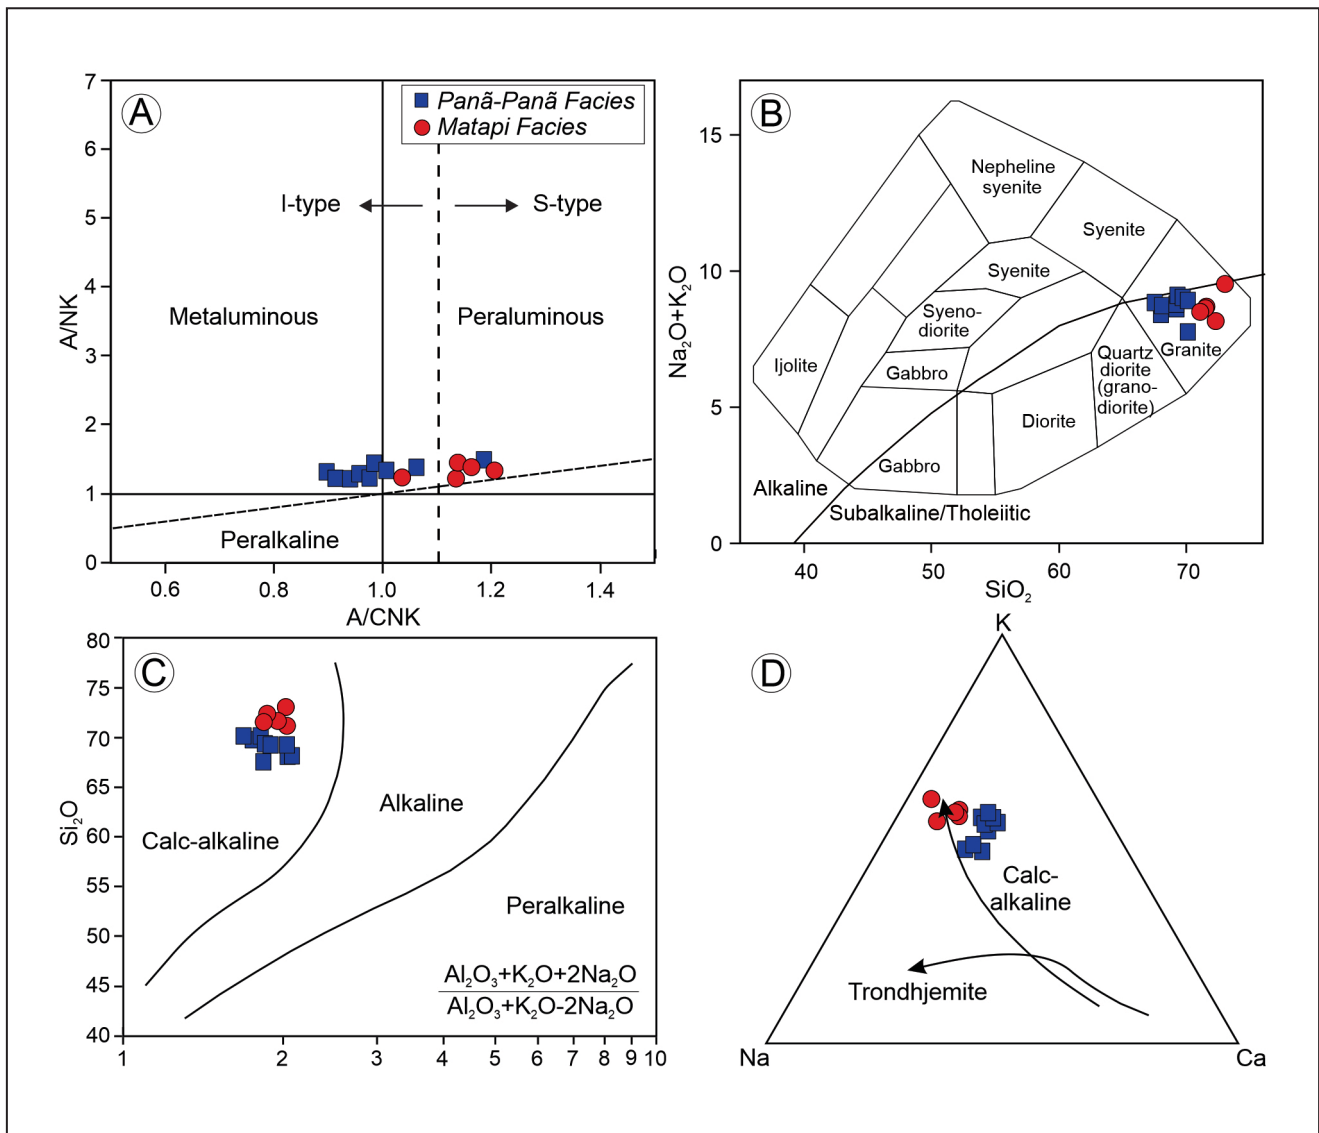 A
Panã-Panã Facies
Matapi Facies
I-type
S-type
Metaluminous
Peraluminous
Peralkaline
7
6
5
4
3
2
1
0
A/NK
0.6
0.8
1.0
1.2
1.4
A/CNK
B
Nepheline
syenite
Syenite
Syenite
Syeno-
diorite
Ijolite
Gabbro
Quartz
diorite
(grano-
diorite)
Granite
Diorite
Gabbro
Alkaline
Subalkaline/Tholeiitic
15
10
5
0
Na₂O+K₂O
40
50
60
70
SiO₂
C
80
75
70
65
60
55
50
45
40
Si₂O
Alkaline
Calc-alkaline
Peralkaline
Al₂O₃+K₂O+2Na₂O
Al₂O₃+K₂O-2Na₂O
1
2
3
4
5
6
7
8
9
10
D
K
Calc-
alkaline
Trondhjemite
Na
Ca